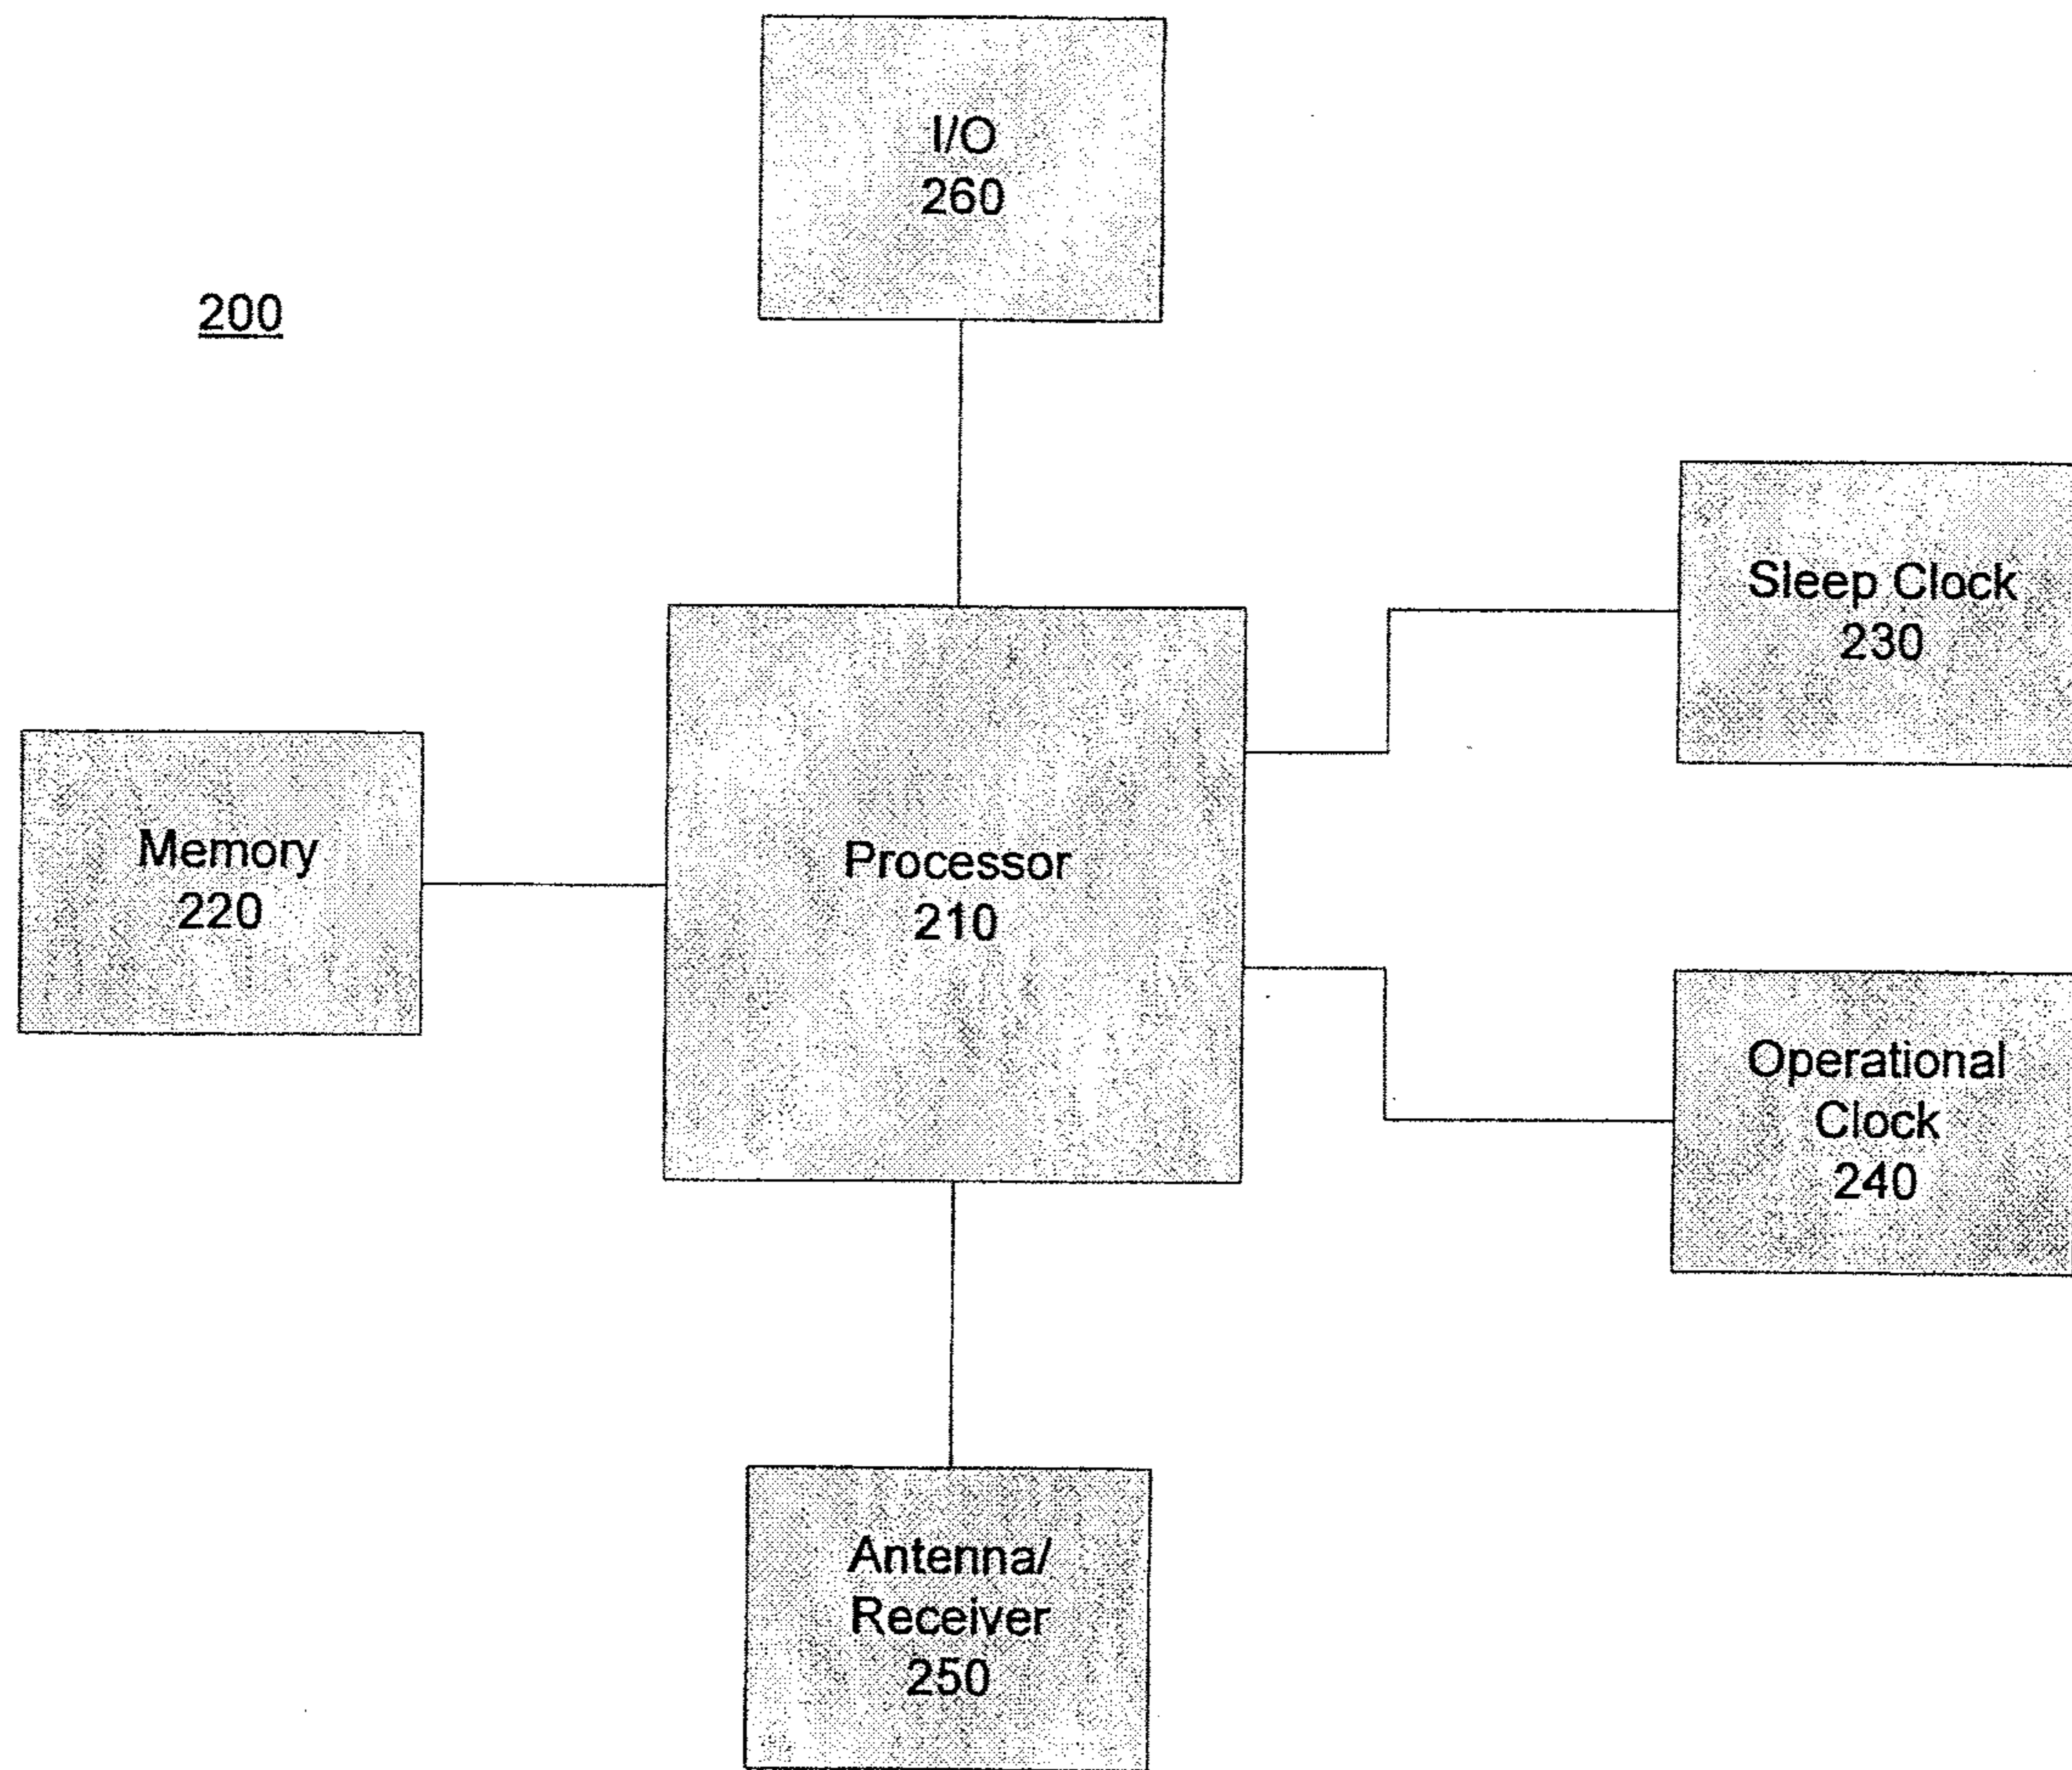 I/O
260
200
Sleep Clock
230
Memory
220
Processor
210
Operational
Clock
240
Antenna/
Receiver
250